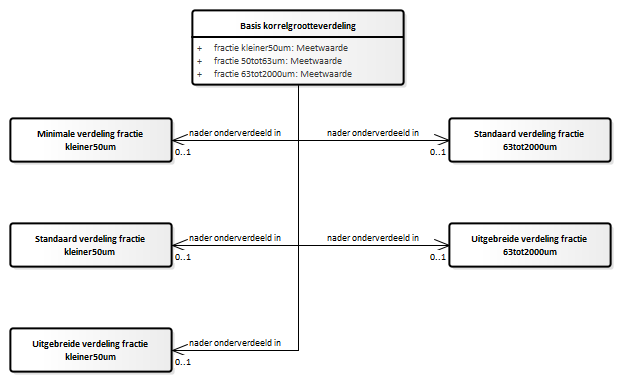 Basis korrelgrootteverdeling
+ fractie kleiner50um: Meetwaarde
+ fractie 50tot63um: Meetwaarde
+ fractie 63tot2000um: Meetwaarde
Minimale verdeling fractie
kleiner50um
nader onderverdeeld in
0..1
nader onderverdeeld in
0..1
Standaard verdeling fractie
63tot2000um
Standaard verdeling fractie
kleiner50um
nader onderverdeeld in
0..1
nader onderverdeeld in
0..1
Uitgebreide verdeling fractie
63tot2000um
Uitgebreide verdeling fractie
kleiner50um
nader onderverdeeld in
0..1